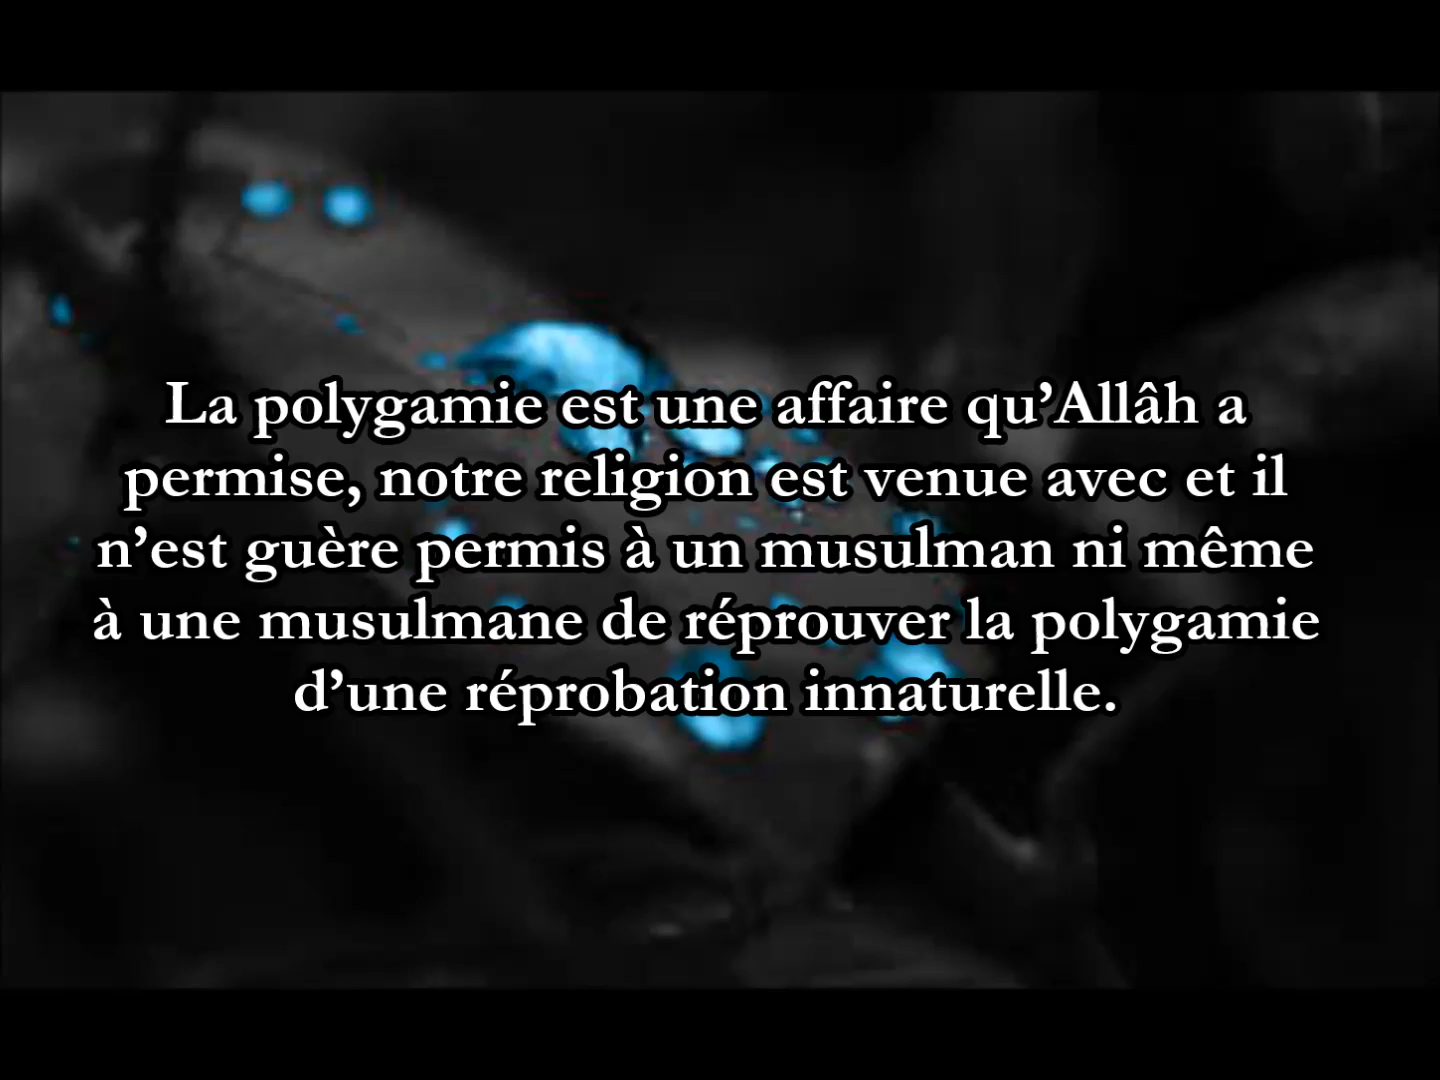 La polygamie est une affaire qu’Allâh a
permise, notre religion est venue avec et il
n’est guère permis à un musulman ni même
à une musulmane de réprouver la polygamie
d’une réprobation innaturelle.